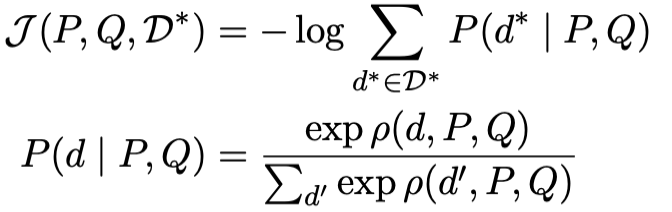 𝒥(P, Q, 𝒟*) = − log ∑_{d*∈𝒟*} P(d* | P, Q)
P(d | P, Q) = exp ρ(d, P, Q) / ∑_{d′} exp ρ(d′, P, Q)